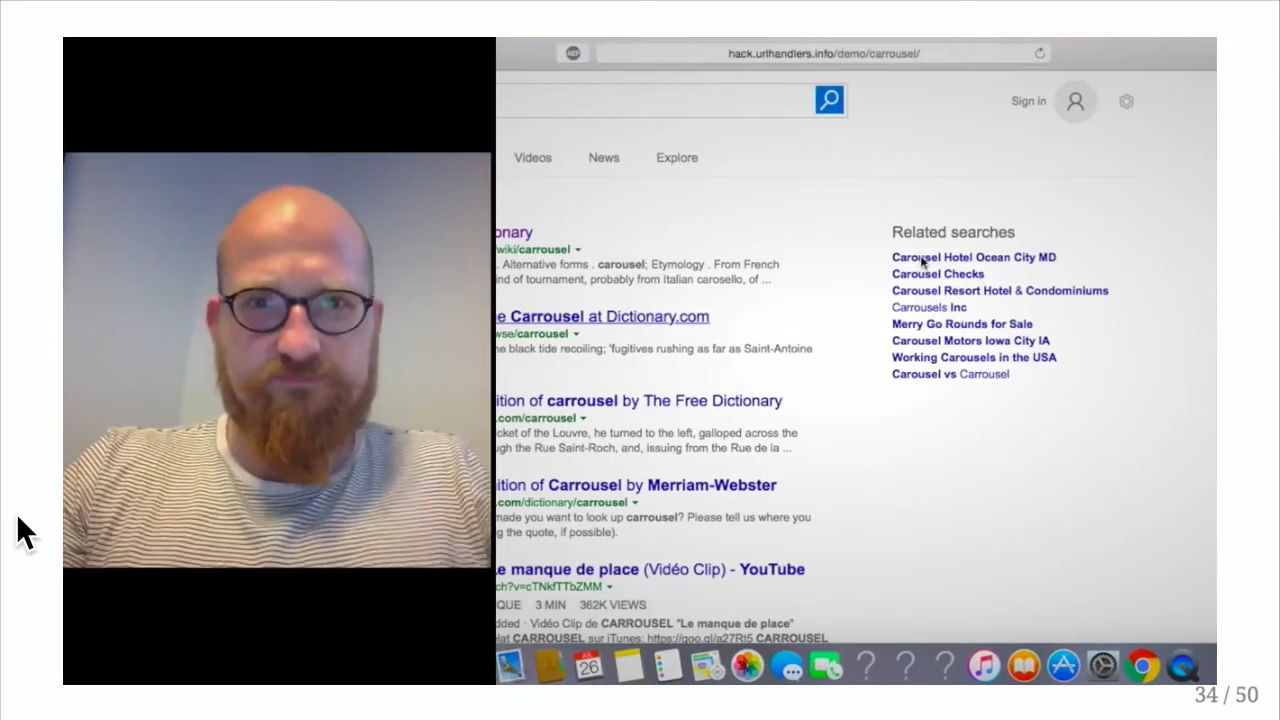 hack.urlhandlers.info/demo/carrousel/
Sign in
Videos News Explore
onary
wiki/carrousel
. Alternative forms . carousel; Etymology . From French
nd of tournament, probably from Italian carosello, of ...
e Carrousel at Dictionary.com
wse/carrousel
he black tide recoiling; 'fugitives rushing as far as Saint-Antoine
ition of carrousel by The Free Dictionary
.com/carrousel
cket of the Louvre, he turned to the left, galloped across the
ugh the Rue Saint-Roch, and, issuing from the Rue de la ...
ition of Carrousel by Merriam-Webster
.com/dictionary/carrousel
made you want to look up carrousel? Please tell us where you
g the quote, if possible).
Le manque de place (Vidéo Clip) - YouTube
ch?v=cTNkfTTbZMM
QUE 3 MIN 362K VIEWS
dded · Vidéo Clip de CARROUSEL "Le manque de place"
lat CARROUSEL sur iTunes: https://goo.gl/a27Rt5 CARROUSEL
Related searches
Carousel Hotel Ocean City MD
Carousel Checks
Carousel Resort Hotel & Condominiums
Carrousels Inc
Merry Go Rounds for Sale
Carousel Motors Iowa City IA
Working Carousels in the USA
Carousel vs Carrousel
26
34 / 50